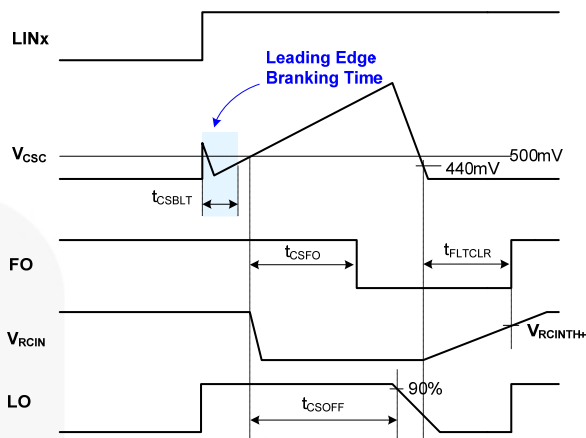 LINx
Leading Edge
Branking Time
VCSC
500mV
440mV
tCSBLT
FO
tCSFO
tFLTCLR
VRCIN
VRCINTH+
LO
90%
tCSOFF